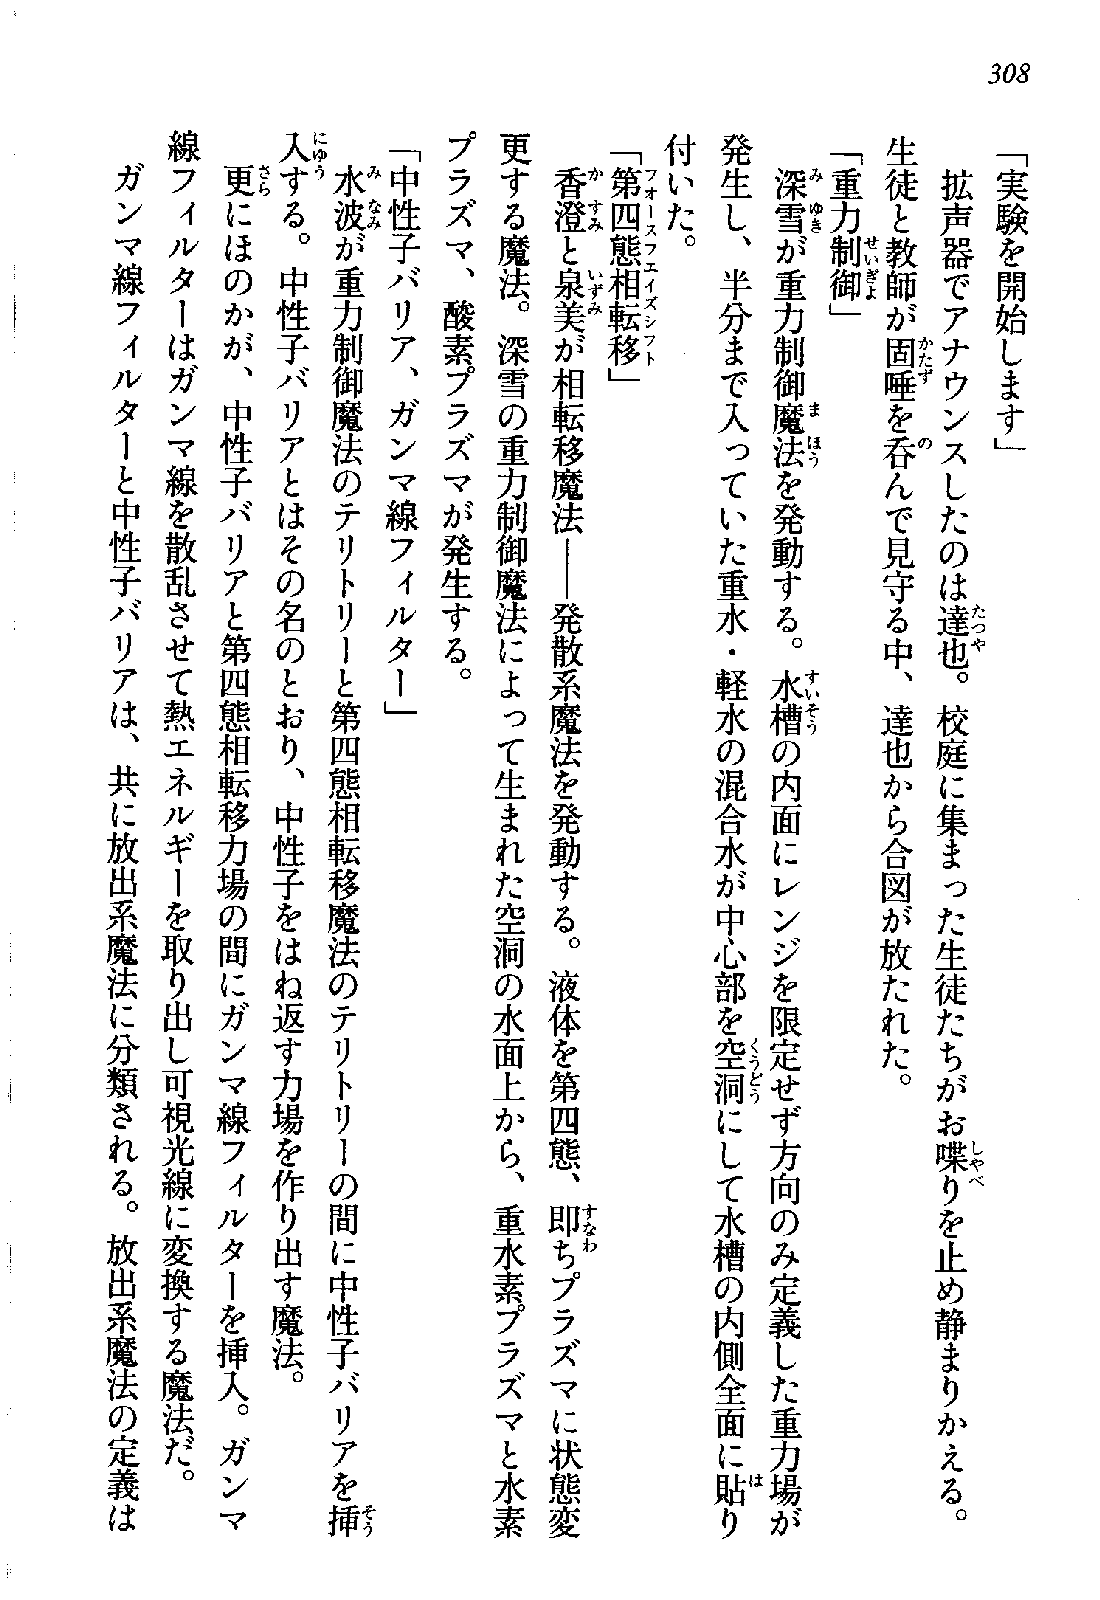 308
「実験を開始します」
　拡声器でアナウンスしたのは達也。校庭に集まった生徒たちがお喋りを止め静まりかえる。
生徒と教師が固唾を呑んで見守る中、達也から合図が放たれた。
「重力制御」
　深雪が重力制御魔法を発動する。水槽の内面にレンジを限定せず方向のみ定義した重力場が
発生し、半分まで入っていた重水・軽水の混合水が中心部を空洞にして水槽の内側全面に貼り
付いた。
「第四態相転移」
　香澄と泉美が相転移魔法――発散系魔法を発動する。液体を第四態、即ちプラズマに状態変
更する魔法。深雪の重力制御魔法によって生まれた空洞の水面上から、重水素プラズマと水素
プラズマ、酸素プラズマが発生する。
「中性子バリア、ガンマ線フィルター」
　水波が重力制御魔法のテリトリーと第四態相転移魔法のテリトリーの間に中性子バリアを挿
入する。中性子バリアとはその名のとおり、中性子をはね返す力場を作り出す魔法。
　更にほのかが、中性子バリアと第四態相転移力場の間にガンマ線フィルターを挿入。ガンマ
線フィルターはガンマ線を散乱させて熱エネルギーを取り出し可視光線に変換する魔法だ。
　ガンマ線フィルターと中性子バリアは、共に放出系魔法に分類される。放出系魔法の定義は